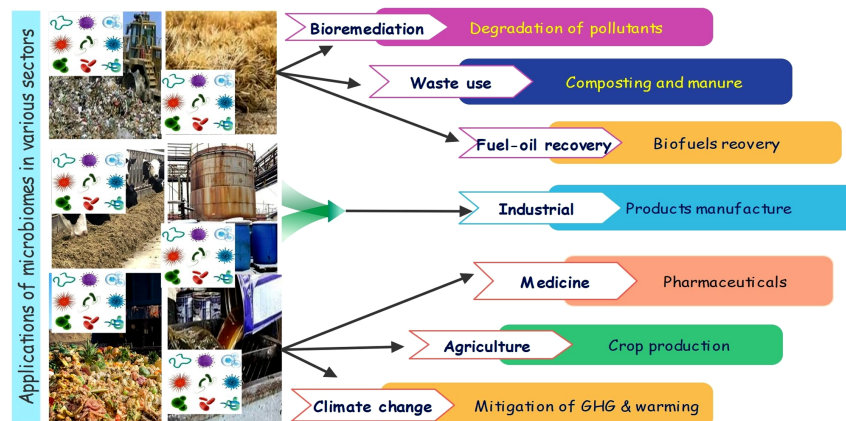 Applications of microbiomes in various sectors
Bioremediation
Degradation of pollutants
Waste use
Composting and manure
Fuel-oil recovery
Biofuels reovery
Industrial
Products manufacture
Medicine
Pharmaceuticals
Agriculture
Crop production
Climate change
Mitigation of GHG & warming